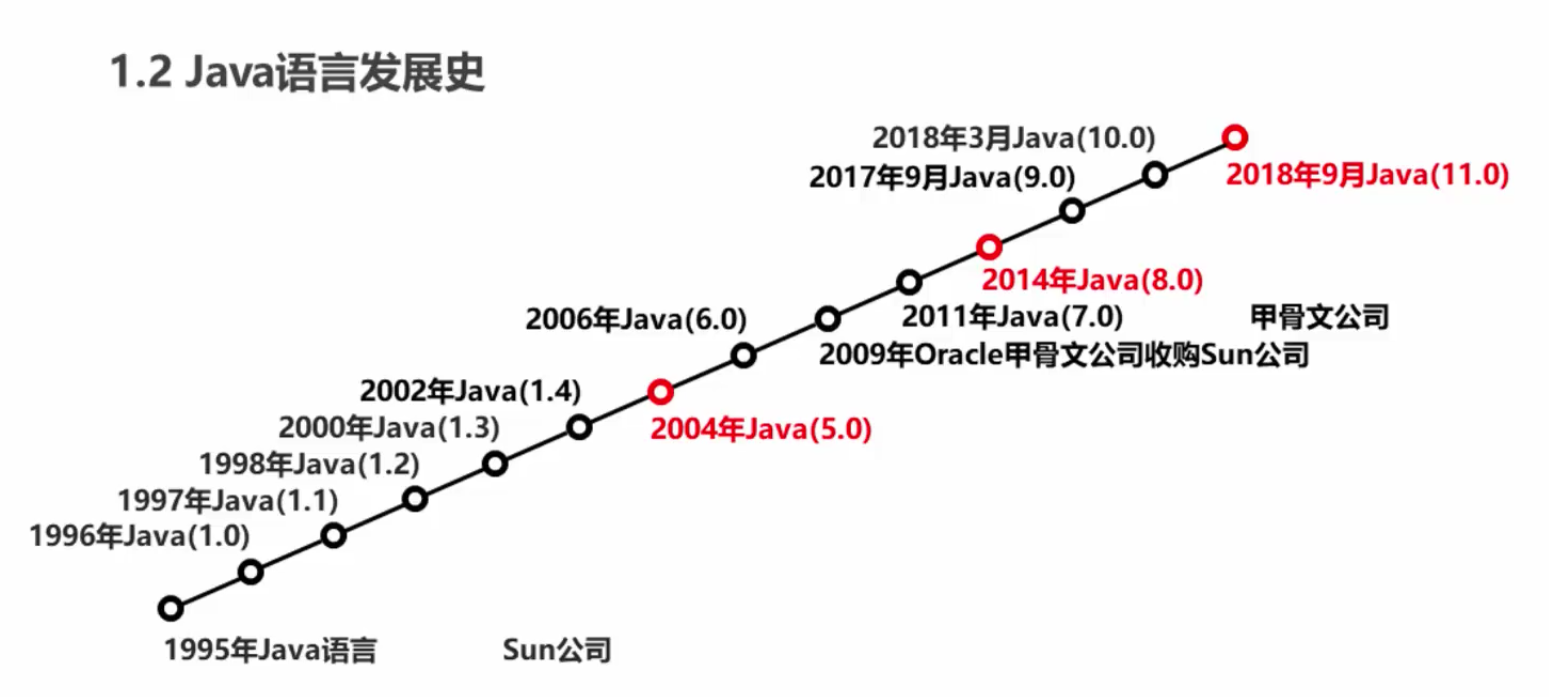 1.2 Java语言发展史
2018年3月Java(10.0)
2018年9月Java(11.0)
2017年9月Java(9.0)
2014年Java(8.0)
2006年Java(6.0)
2011年Java(7.0)
甲骨文公司
2009年Oracle甲骨文公司收购Sun公司
2002年Java(1.4)
2000年Java(1.3)
2004年Java(5.0)
1998年Java(1.2)
1997年Java(1.1)
1996年Java(1.0)
1995年Java语言
Sun公司